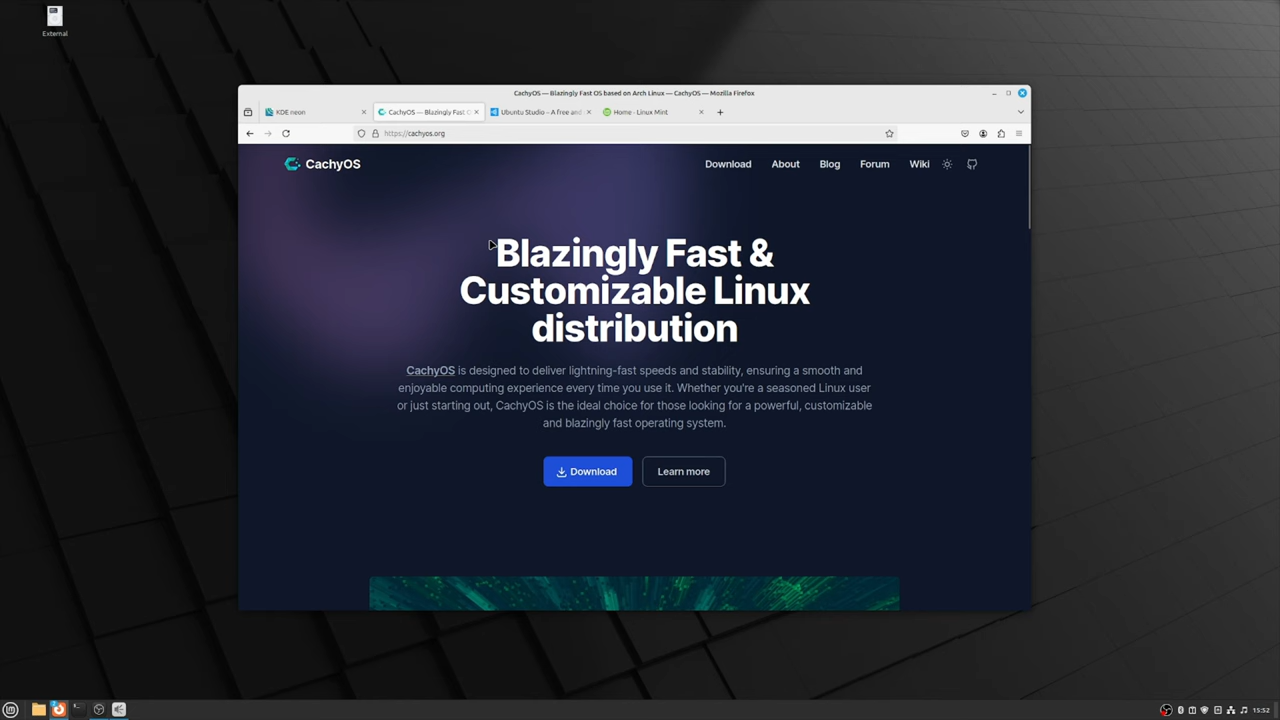 External
CachyOS — Blazingly Fast OS based on Arch Linux — CachyOS — Mozilla Firefox
KDE neon
CachyOS — Blazingly Fast O
Ubuntu Studio – A free and
Home - Linux Mint
https://cachyos.org
CachyOS
Download
About
Blog
Forum
Wiki
Blazingly Fast &
Customizable Linux
distribution
CachyOS is designed to deliver lightning-fast speeds and stability, ensuring a smooth and
enjoyable computing experience every time you use it. Whether you're a seasoned Linux user
or just starting out, CachyOS is the ideal choice for those looking for a powerful, customizable
and blazingly fast operating system.
Download
Learn more
15:52